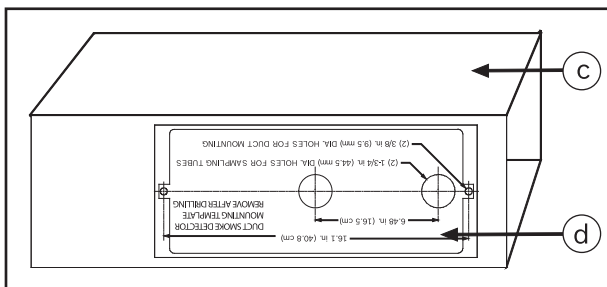 c
(2) 3/8 in. (9.5 mm) DIA. HOLES FOR DUCT MOUNTING
(2) 1-3/4 in. (44.5 mm) DIA. HOLES FOR SAMPLING TUBES
DUCT SMOKE DETECTOR
MOUNTING TEMPLATE
REMOVE AFTER DRILLING
6.48 in. (16.5 cm)
16.1 in. (40.8 cm)
d